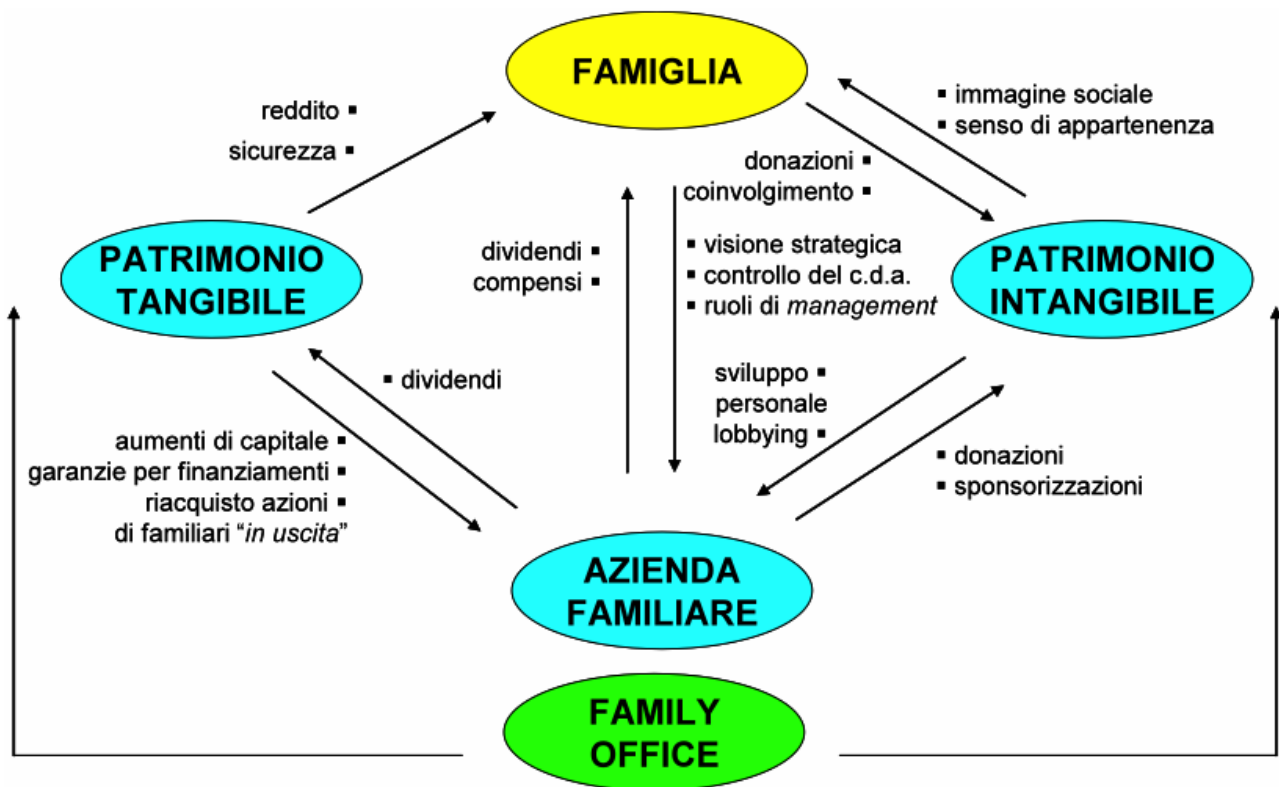 FAMIGLIA
reddito ▪
sicurezza ▪
▪ immagine sociale
▪ senso di appartenenza
donazioni ▪
coinvolgimento ▪
PATRIMONIO
TANGIBILE
dividendi ▪
compensi ▪
▪ visione strategica
▪ controllo del c.d.a.
▪ ruoli di management
PATRIMONIO
INTANGIBILE
▪ dividendi
aumenti di capitale ▪
garanzie per finanziamenti ▪
riacquisto azioni ▪
di familiari “in uscita”
sviluppo ▪
personale
lobbying ▪
▪ donazioni
▪ sponsorizzazioni
AZIENDA
FAMILIARE
FAMILY
OFFICE